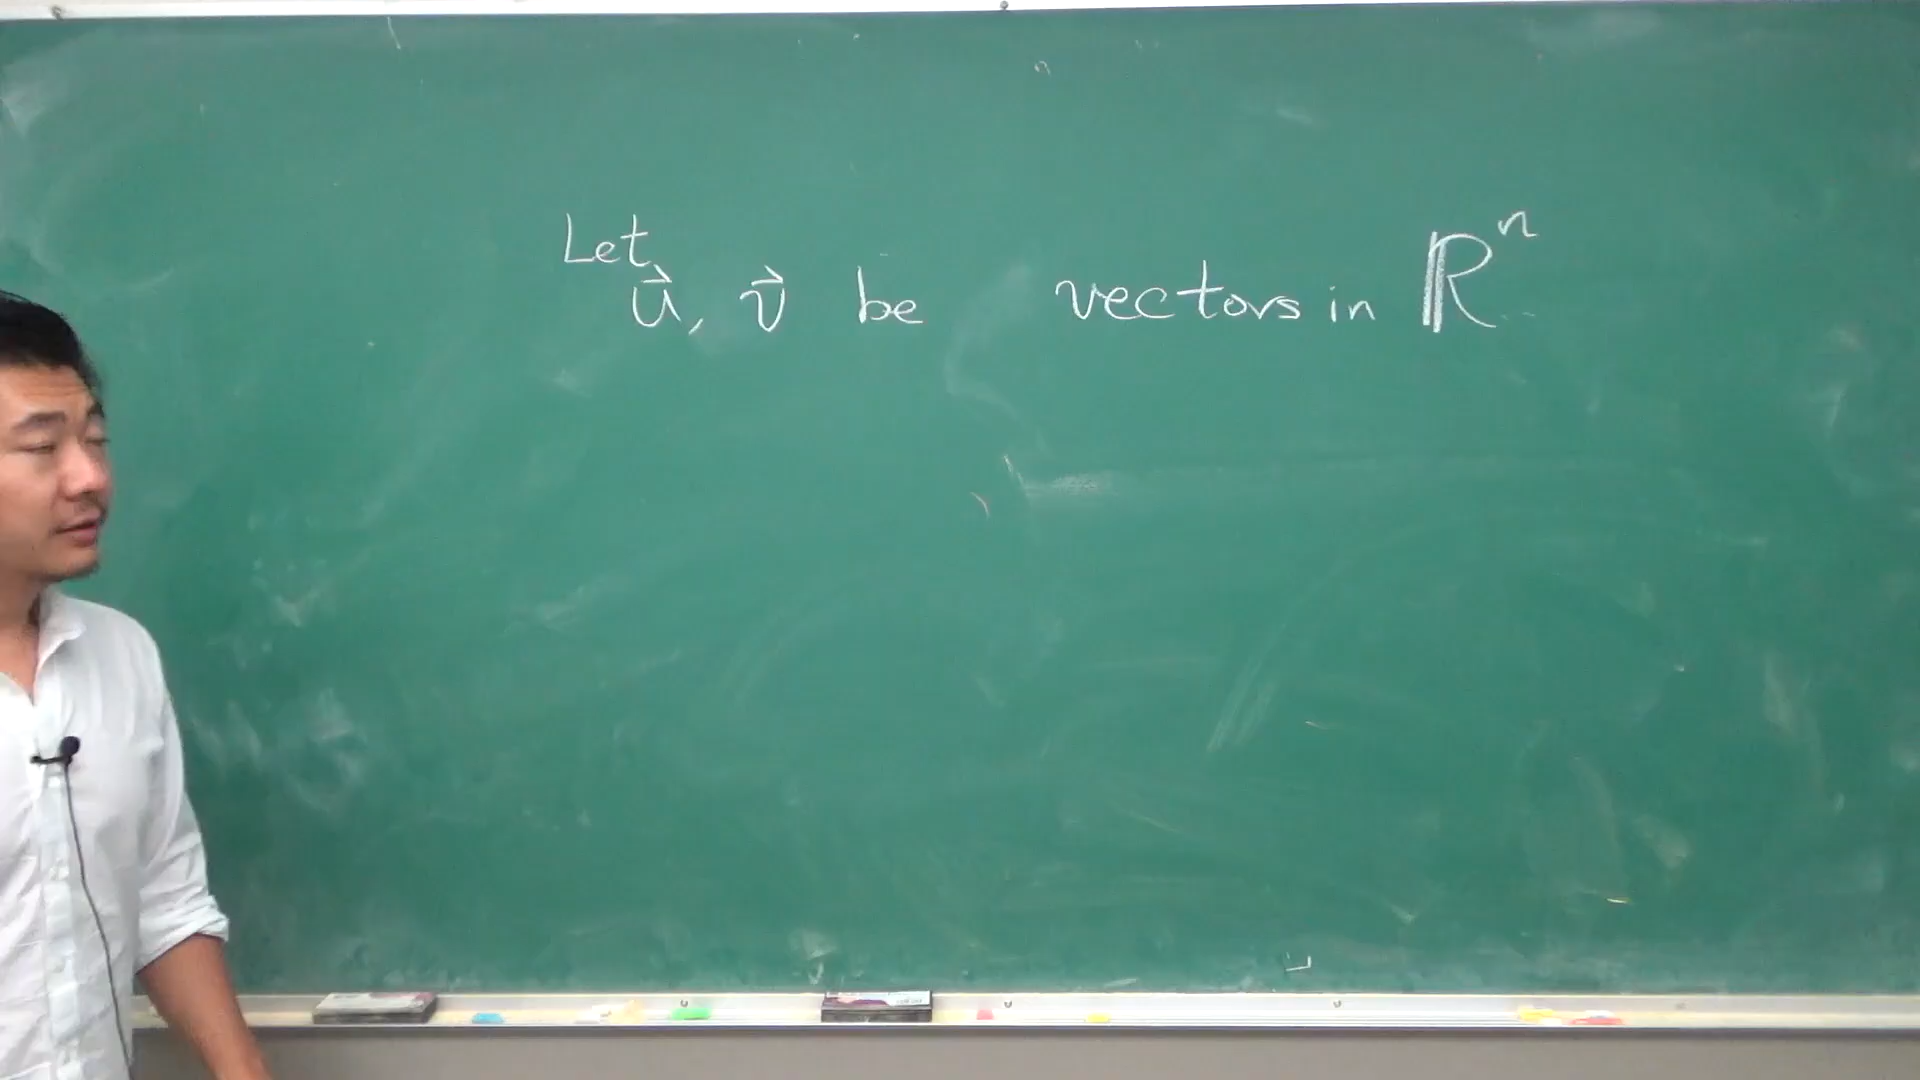 Let
u⃗, v⃗ be vectors in ℝⁿ